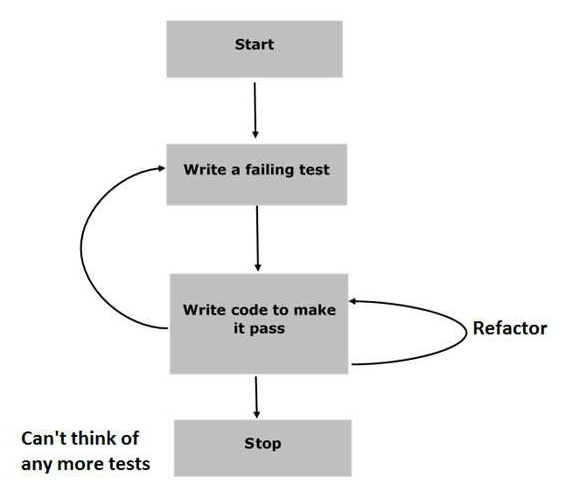 Start
Write a failing test
Write code to make
it pass
Refactor
Can't think of
any more tests
Stop